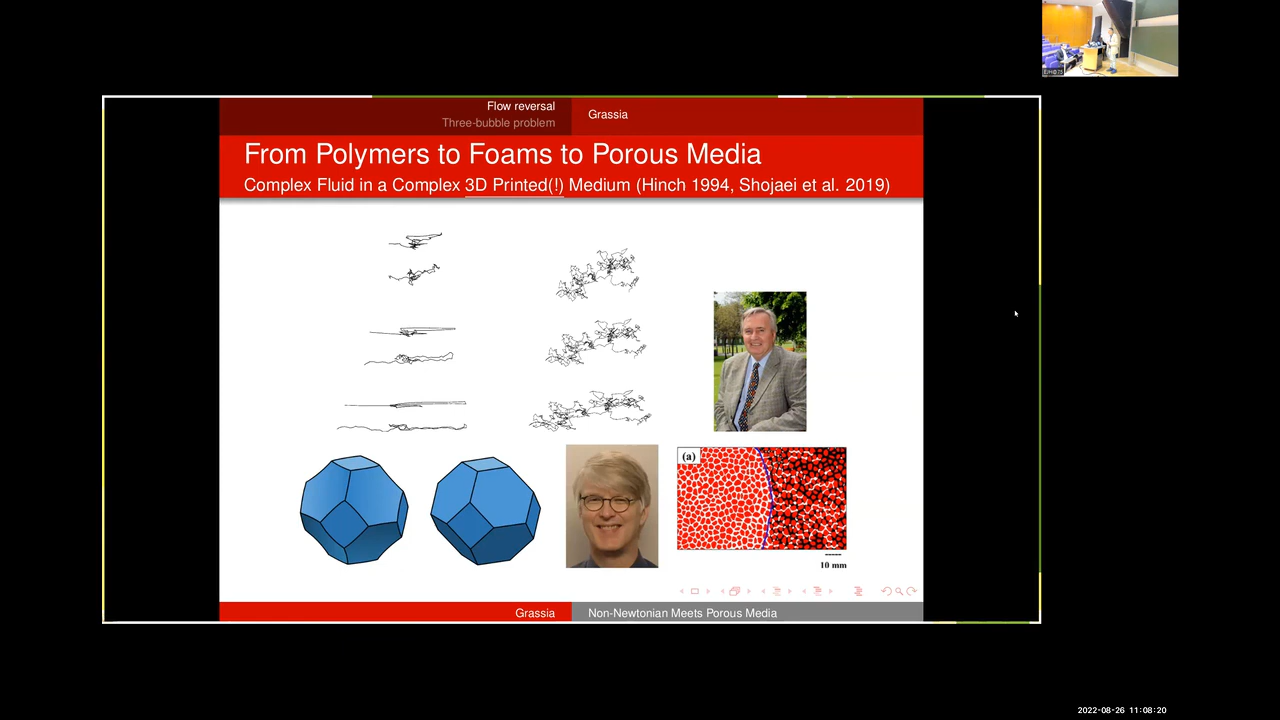 Flow reversal
Three-bubble problem
Grassia
From Polymers to Foams to Porous Media
Complex Fluid in a Complex 3D Printed(!) Medium (Hinch 1994, Shojaei et al. 2019)
(a)
10 mm
Grassia
Non-Newtonian Meets Porous Media
2022-08-26 11:08:20